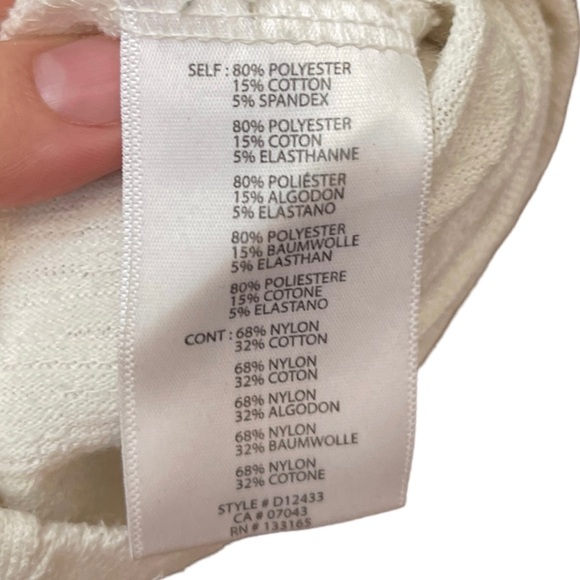 SELF : 80% POLYESTER
15% COTTON
5% SPANDEX
80% POLYESTER
15% COTON
5% ELASTHANNE
80% POLIÉSTER
15% ALGODON
5% ELASTANO
80% POLYESTER
15% BAUMWOLLE
5% ELASTHAN
80% POLIESTERE
15% COTONE
5% ELASTANO
CONT : 68% NYLON
32% COTTON
68% NYLON
32% COTON
68% NYLON
32% ALGODON
68% NYLON
32% BAUMWOLLE
68% NYLON
32% COTONE
STYLE # D12433
CA # 07043
RN # 133165